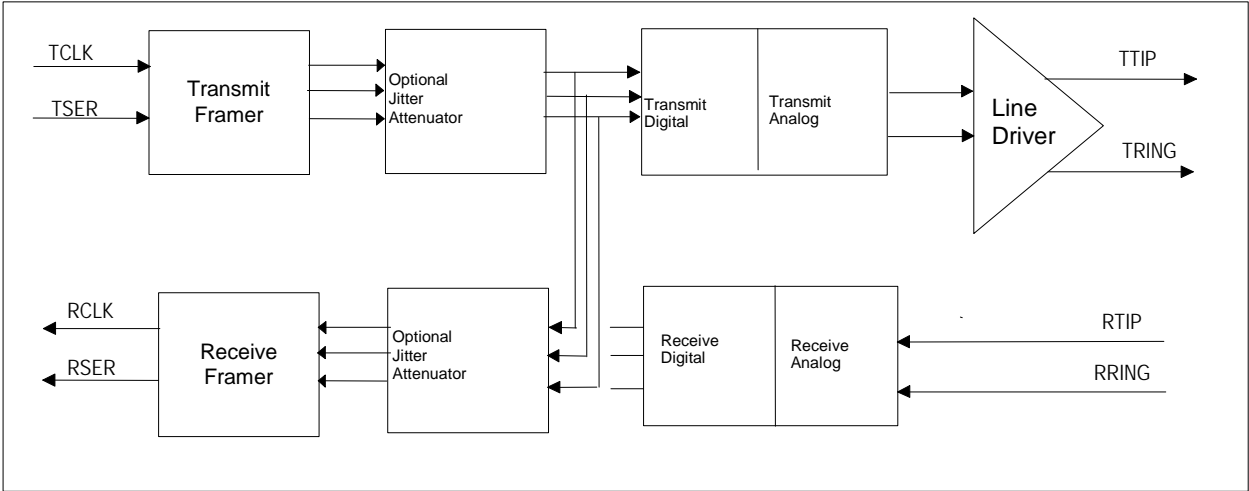 TCLK
TSER
Transmit
Framer
Optional
Jitter
Attenuator
Transmit
Digital
Transmit
Analog
Line
Driver
TTIP
TRING
RCLK
RSER
Receive
Framer
Optional
Jitter
Attenuator
Receive
Digital
Receive
Analog
RTIP
RRING